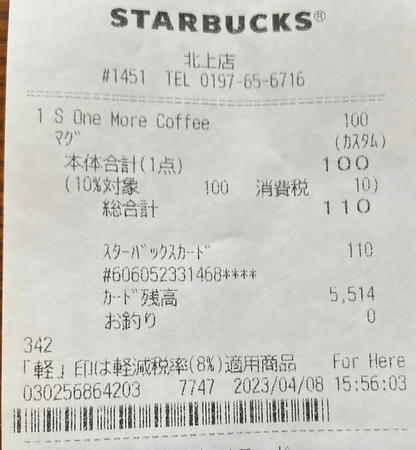 STARBUCKS®
北上店
#1451 TEL 0197-65-6716
1 S One More Coffee 100
マグ (カスタム)
本体合計(1点) 100
(10%対象 100 消費税 10)
総合計 110
スターバックスカード 110
#606052331468****
カード残高 5,514
お釣り 0
342
「軽」印は軽減税率(8%)適用商品 For Here
030256864203 7747 2023/04/08 15:56:03